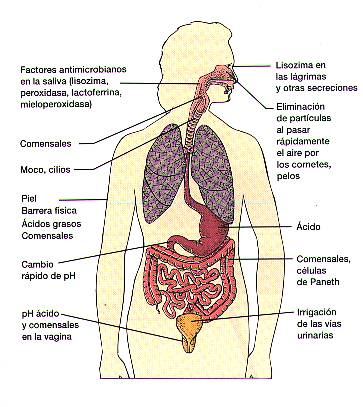 Factores antimicrobianos
en la saliva (lisozima,
peroxidasa, lactoferrina,
mieloperoxidasa)
Comensales
Moco, cilios
Piel
Barrera física
Ácidos grasos
Comensales
Cambio
rápido de pH
pH ácido
y comensales
en la vagina
Lisozima en
las lágrimas
y otras secreciones
Eliminación
de partículas
al pasar
rápidamente
el aire por
los cornetes,
pelos
Ácido
Comensales,
células
de Paneth
Irrigación
de las vías
urinarias